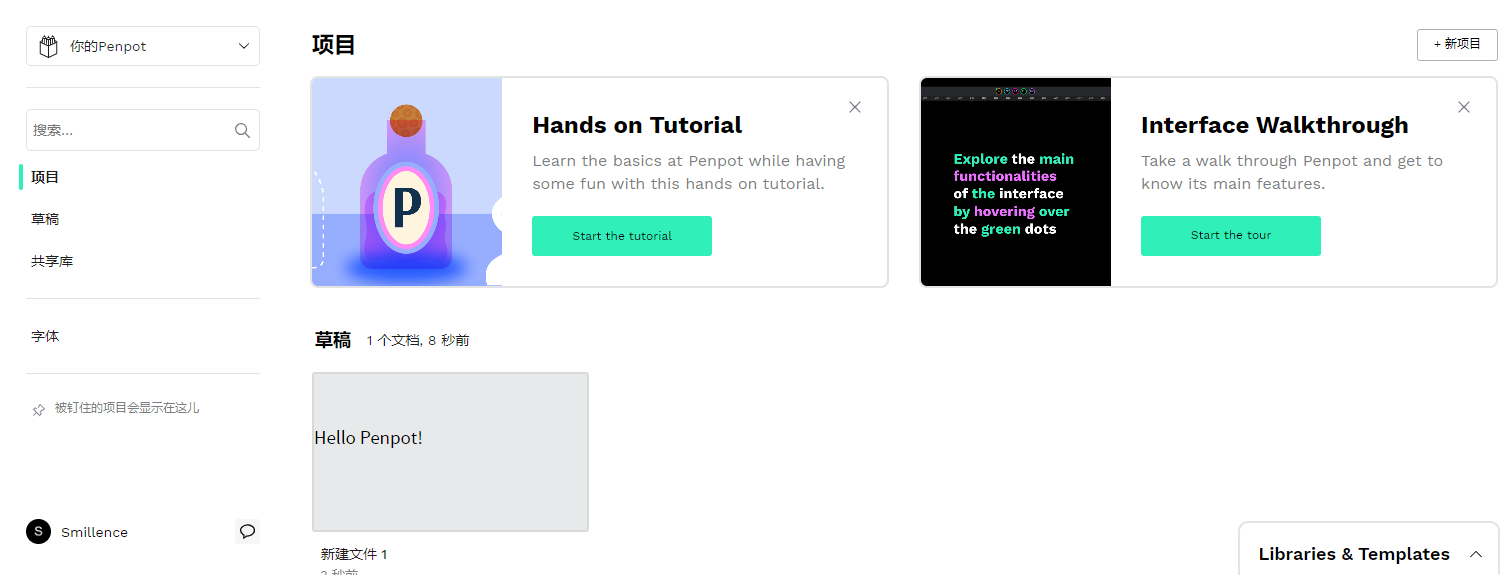 你的Penpot
搜索...
项目
草稿
共享库
字体
被钉住的项目会显示在这儿
S
Smillence
项目
+ 新项目
P
Hands on Tutorial
Learn the basics at Penpot while having
some fun with this hands on tutorial.
Start the tutorial
Explore the main
functionalities
of the interface
by hovering over
the green dots
Interface Walkthrough
Take a walk through Penpot and get to
know its main features.
Start the tour
草稿
1 个文档, 8 秒前
Hello Penpot!
新建文件 1
Libraries & Templates